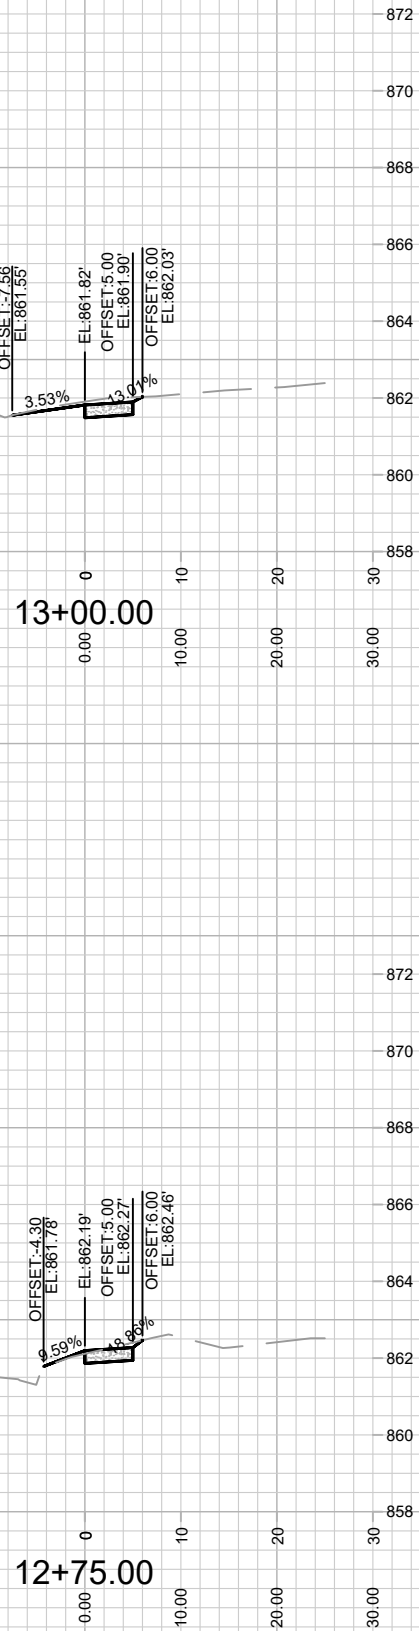 872
870
868
866
864
862
860
858
OFFSET:-7.56
EL:861.55'
EL:861.82'
OFFSET:5.00
EL:861.90'
OFFSET:6.00
EL:862.03'
3.53%
13.01%
0
10
20
30
13+00.00
0.00
10.00
20.00
30.00
872
870
868
866
864
862
860
858
OFFSET:-4.30
EL:861.78'
EL:862.19'
OFFSET:5.00
EL:862.27'
OFFSET:6.00
EL:862.46'
9.59%
18.86%
0
10
20
30
12+75.00
0.00
10.00
20.00
30.00